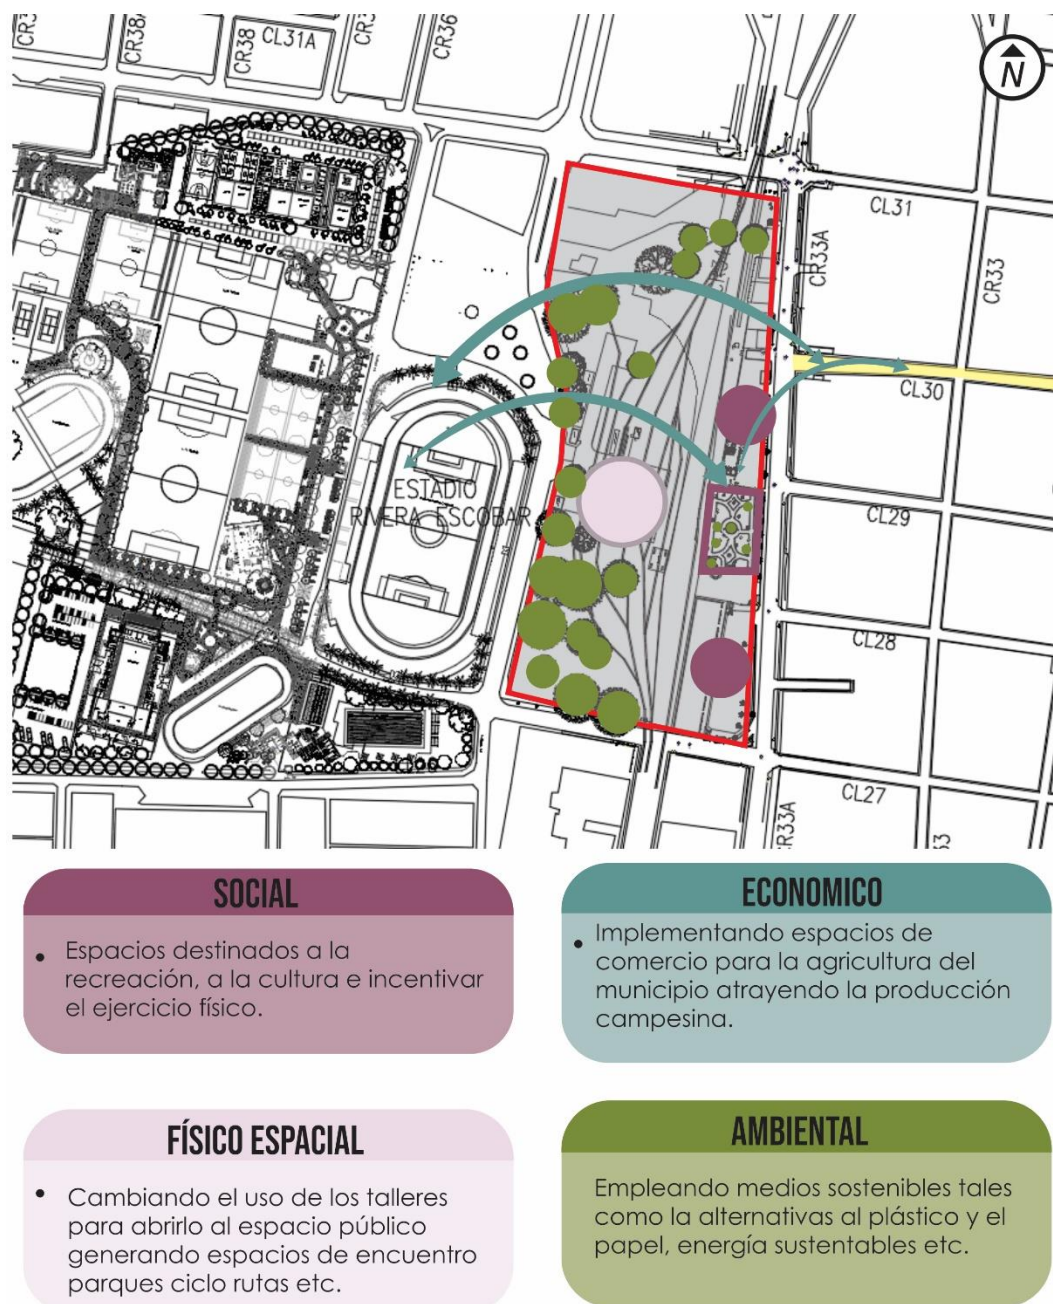 CR38A
CR38
CL31A
CR36
N
CL31
CR33A
CR33
CL30
ESTADIO
RIVERA ESCOBAR
CL29
CL28
CL27
CR33A
SOCIAL
• Espacios destinados a la
recreación, a la cultura e incentivar
el ejercicio físico.
ECONOMICO
• Implementando espacios de
comercio para la agricultura del
municipio atrayendo la producción
campesina.
FÍSICO ESPACIAL
• Cambiando el uso de los talleres
para abrirlo al espacio público
generando espacios de encuentro
parques ciclo rutas etc.
AMBIENTAL
Empleando medios sostenibles tales
como la alternativas al plástico y el
papel, energía sustentables etc.